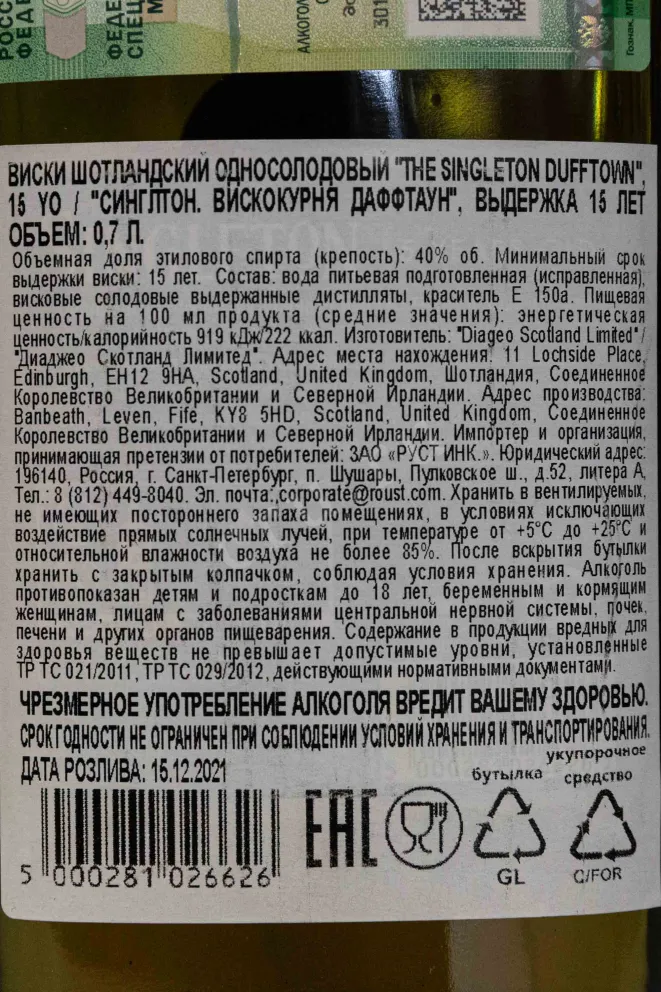 РОСС
ФЕДЕ
ФЕДЕ
СПЕЦ
М
АЛКОГОЛ
301
Гознак, МП
ВИСКИ ШОТЛАНДСКИЙ ОДНОСОЛОДОВЫЙ "THE SINGLETON DUFFTOWN",
15 YO / "СИНГЛТОН. ВИСКОКУРНЯ ДАФФТАУН", ВЫДЕРЖКА 15 ЛЕТ
ОБЪЕМ: 0,7 Л.
Объемная доля этилового спирта (крепость): 40% об. Минимальный срок
выдержки виски: 15 лет. Состав: вода питьевая подготовленная (исправленная),
висковые солодовые выдержанные дистилляты, краситель Е 150а. Пищевая
ценность на 100 мл продукта (средние значения): энергетическая
ценность/калорийность 919 кДж/222 ккал. Изготовитель: "Diageo Scotland Limited"/
"Диаджео Скотланд Лимитед". Адрес места нахождения: 11 Lochside Place,
Edinburgh, EH12 9HA, Scotland, United Kingdom, Шотландия, Соединенное
Королевство Великобритании и Северной Ирландии. Адрес производства:
Banbeath, Leven, Fife, KY8 5HD, Scotland, United Kingdom, Соединенное
Королевство Великобритании и Северной Ирландии. Импортер и организация,
принимающая претензии от потребителей: ЗАО «РУСТ ИНК.». Юридический адрес:
196140, Россия, г. Санкт-Петербург, п. Шушары, Пулковское ш., д.52, литера А,
Тел.: 8 (812) 449-8040. Эл. почта:,corporate@roust.com. Хранить в вентилируемых,
не имеющих постороннего запаха помещениях, в условиях исключающих
воздействие прямых солнечных лучей, при температуре от +5°С до +25°С и
относительной влажности воздуха не более 85%. После вскрытия бутылки
хранить с закрытым колпачком, соблюдая условия хранения. Алкоголь
противопоказан детям и подросткам до 18 лет, беременным и кормящим
женщинам, лицам с заболеваниями центральной нервной системы, почек,
печени и других органов пищеварения. Содержание в продукции вредных для
здоровья веществ не превышает допустимые уровни, установленные
ТР ТС 021/2011, ТР ТС 029/2012, действующими нормативными документами.
ЧРЕЗМЕРНОЕ УПОТРЕБЛЕНИЕ АЛКОГОЛЯ ВРЕДИТ ВАШЕМУ ЗДОРОВЬЮ.
СРОК ГОДНОСТИ НЕ ОГРАНИЧЕН ПРИ СОБЛЮДЕНИИ УСЛОВИЙ ХРАНЕНИЯ И ТРАНСПОРТИРОВАНИЯ.
ДАТА РОЗЛИВА: 15.12.2021
бутылка
укупорочное
средство
5 000281 026626
EAC
GL
C/FOR